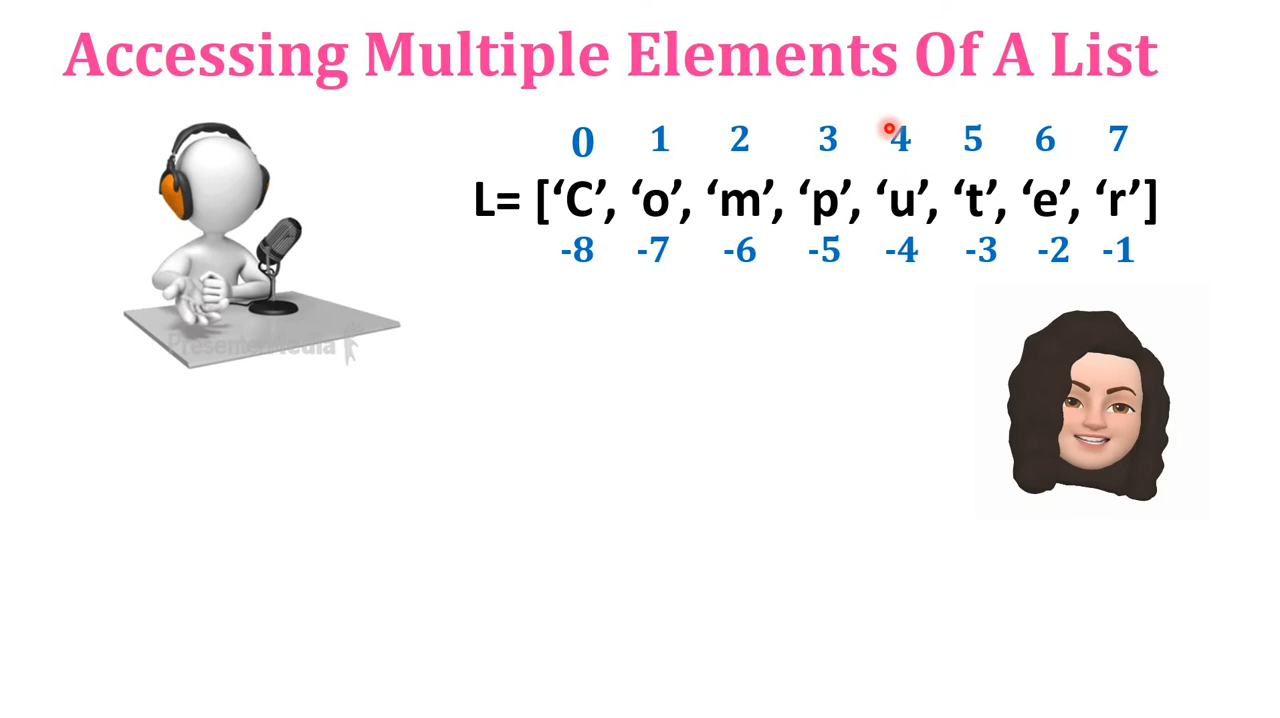 Accessing Multiple Elements Of A List
0 1 2 3 4 5 6 7
L= [‘C’, ‘o’, ‘m’, ‘p’, ‘u’, ‘t’, ‘e’, ‘r’]
-8 -7 -6 -5 -4 -3 -2 -1
PresenterMedia